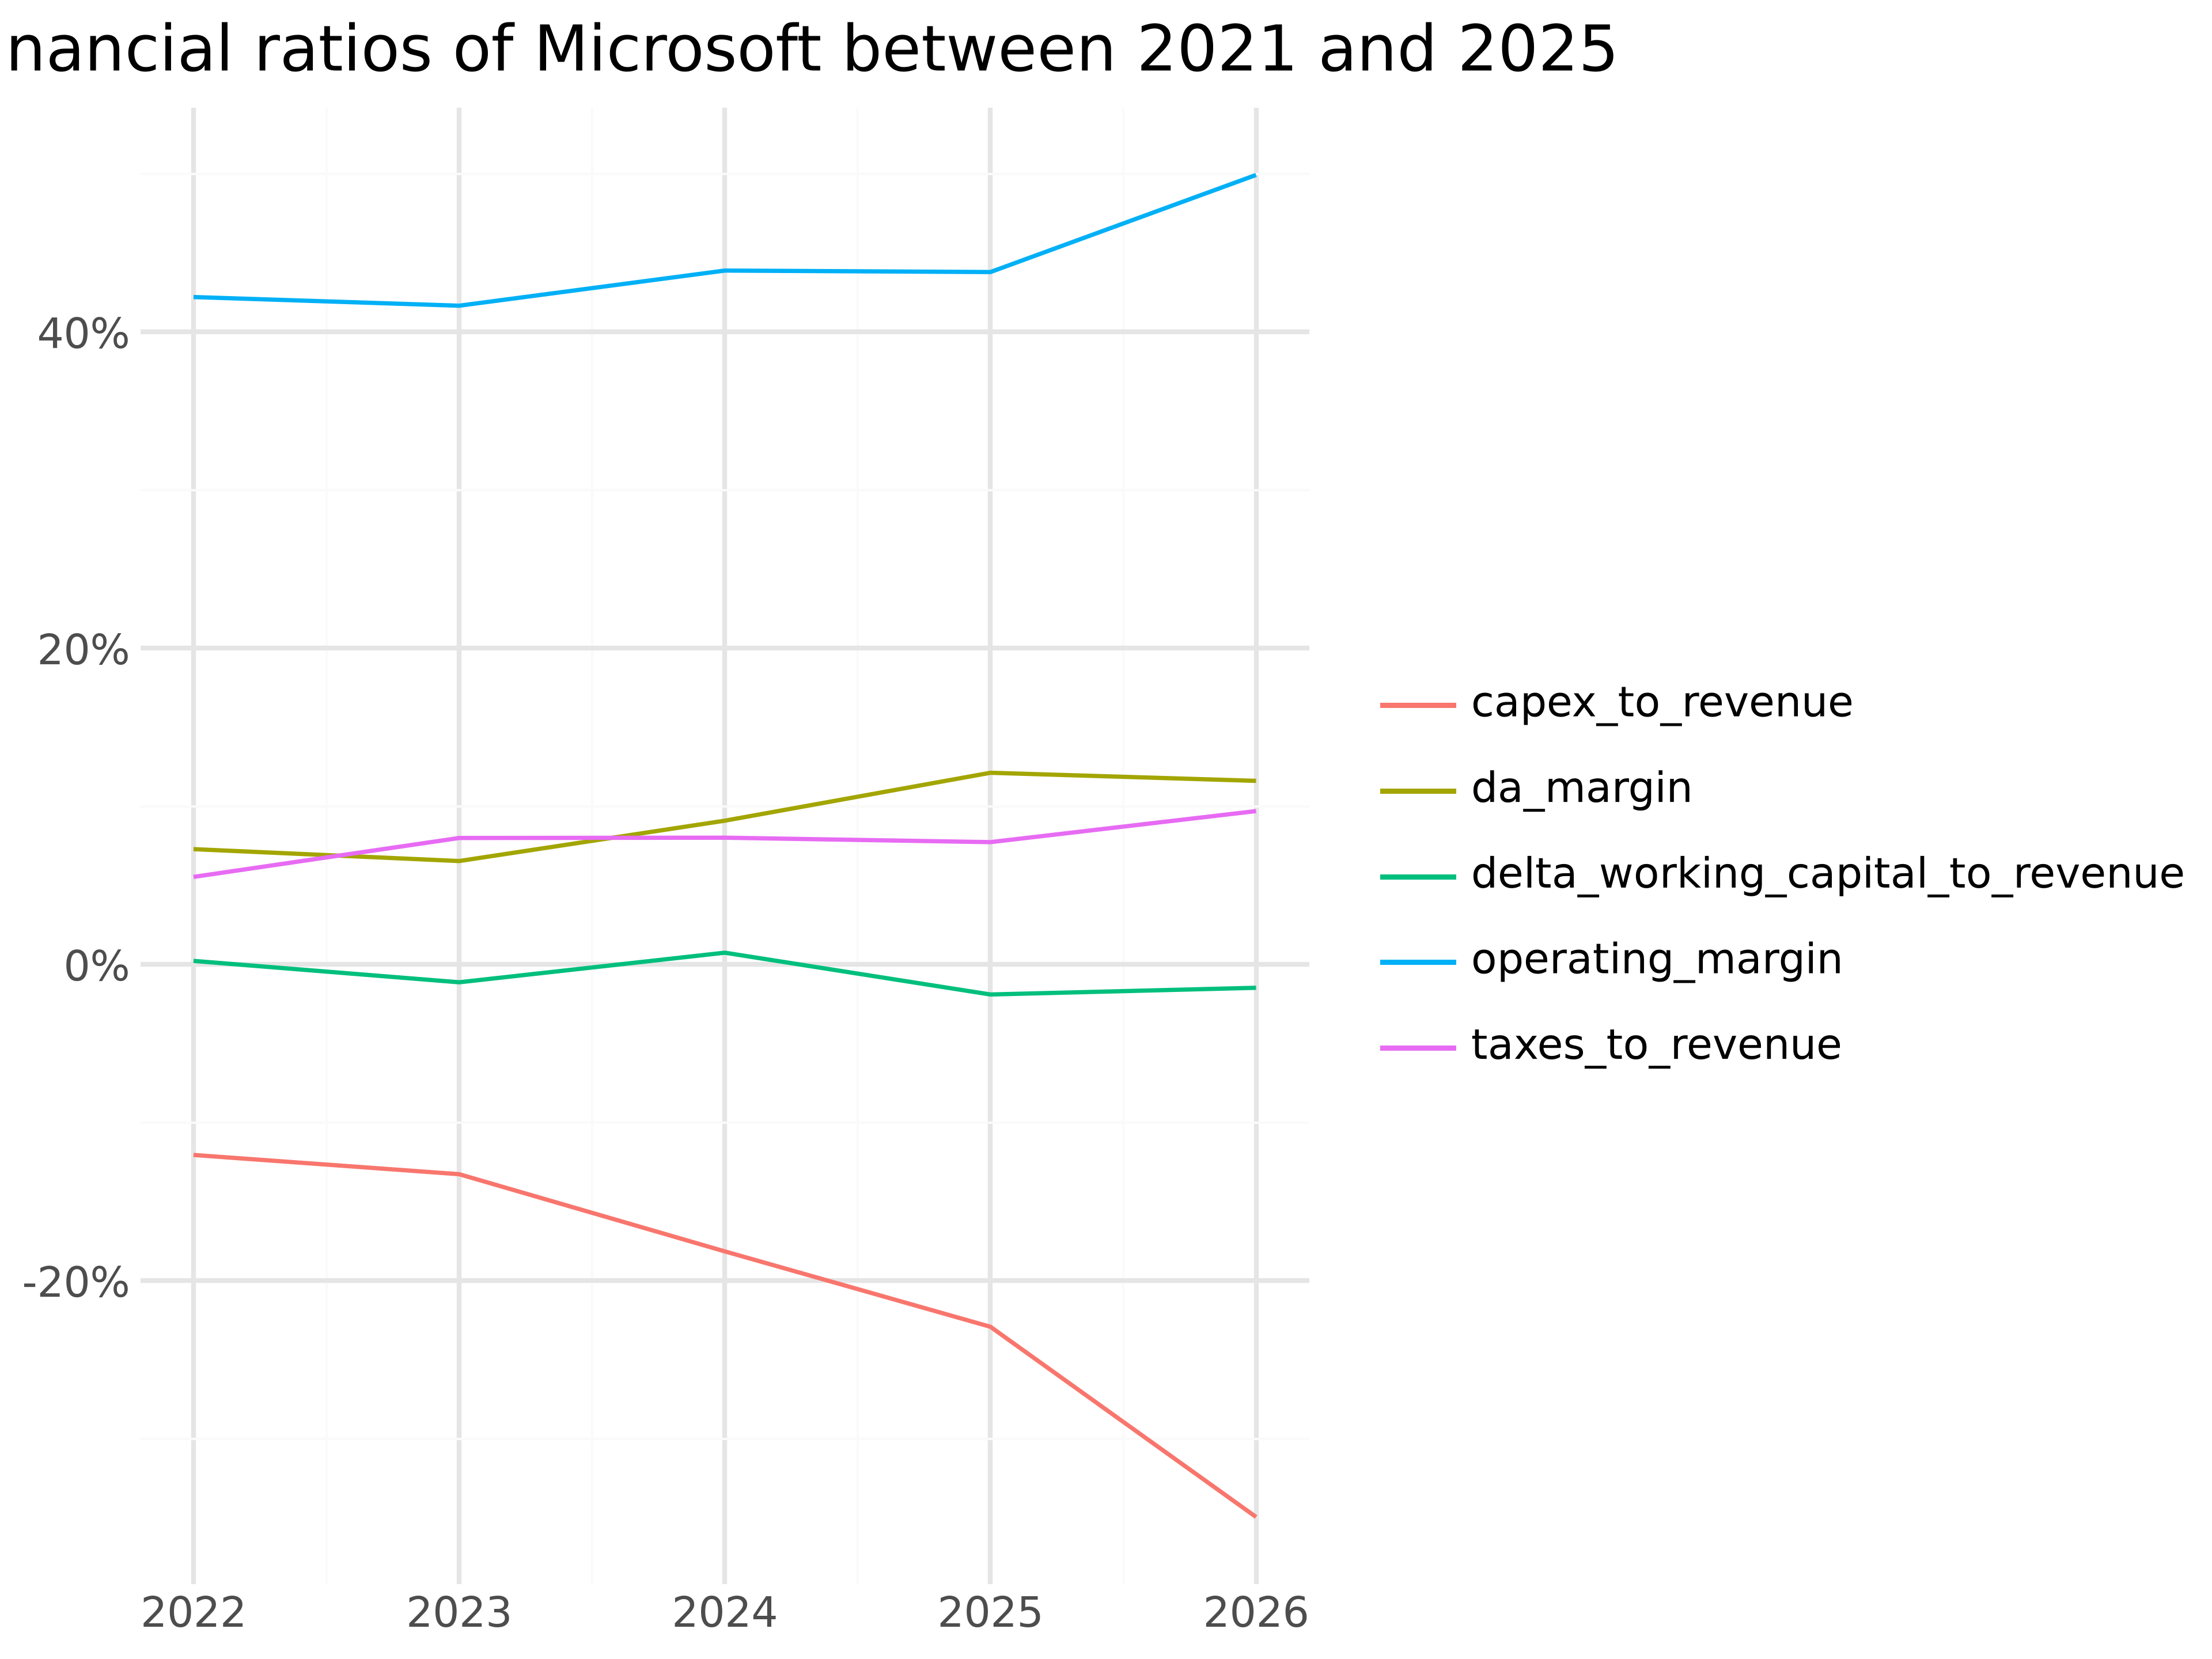 nancial ratios of Microsoft between 2021 and 2025
40%
20%
0%
-20%
2022 2023 2024 2025 2026
capex_to_revenue
da_margin
delta_working_capital_to_revenue
operating_margin
taxes_to_revenue